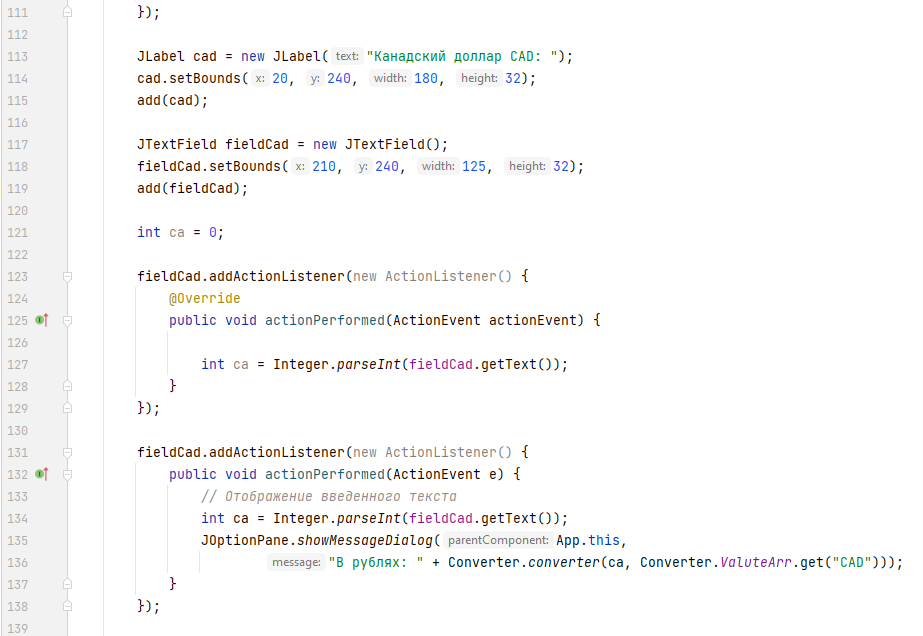 111 });
112
113 JLabel cad = new JLabel( text: "Канадский доллар CAD: ");
114 cad.setBounds( x: 20, y: 240, width: 180, height: 32);
115 add(cad);
116
117 JTextField fieldCad = new JTextField();
118 fieldCad.setBounds( x: 210, y: 240, width: 125, height: 32);
119 add(fieldCad);
120
121 int ca = 0;
122
123 fieldCad.addActionListener(new ActionListener() {
124 @Override
125 public void actionPerformed(ActionEvent actionEvent) {
126
127 int ca = Integer.parseInt(fieldCad.getText());
128 }
129 });
130
131 fieldCad.addActionListener(new ActionListener() {
132 public void actionPerformed(ActionEvent e) {
133 // Отображение введенного текста
134 int ca = Integer.parseInt(fieldCad.getText());
135 JOptionPane.showMessageDialog( parentComponent: App.this,
136 message: "В рублях: " + Converter.converter(ca, Converter.ValuteArr.get("CAD")));
137 }
138 });
139